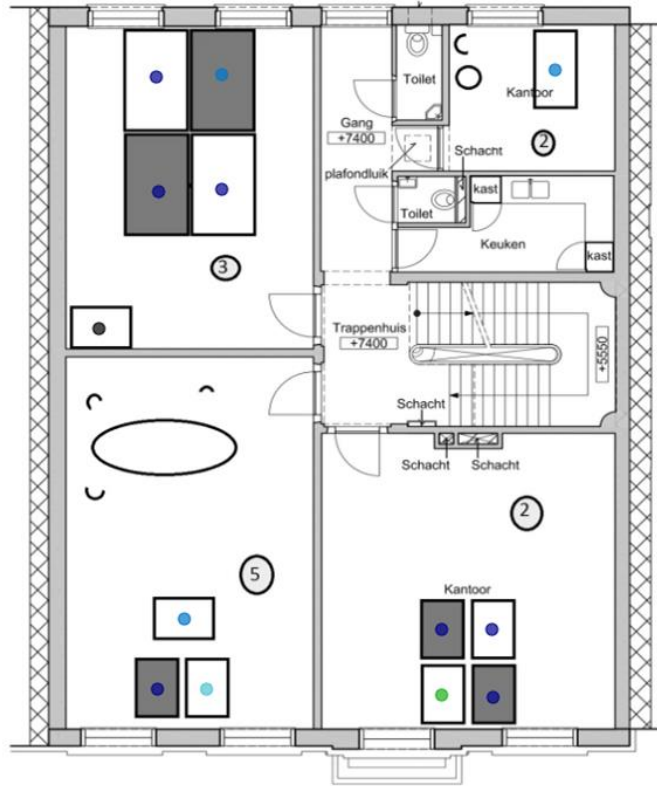 Toilet
Kantoor
Gang
+7400
2
Schacht
plafondluik
kast
Toilet
Keuken
kast
3
Trappenhuis
+7400
+5550
Schacht
Schacht
Schacht
2
5
Kantoor